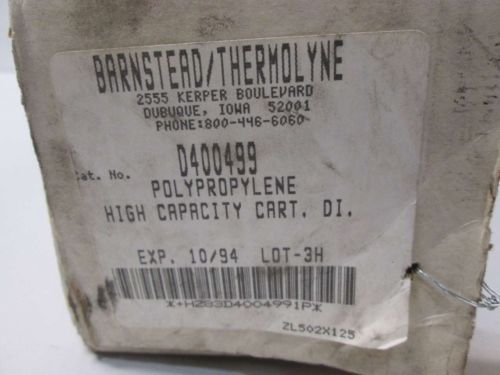 BARNSTEAD/THERMOLYNE
2555 KERPER BOULEVARD
DUBUQUE, IOWA 52001
PHONE:800-446-6060
Cat. No. D400499
POLYPROPYLENE
HIGH CAPACITY CART. DI.
EXP. 10/94 LOT-3H
*+H283D4004991P*
ZL502X125